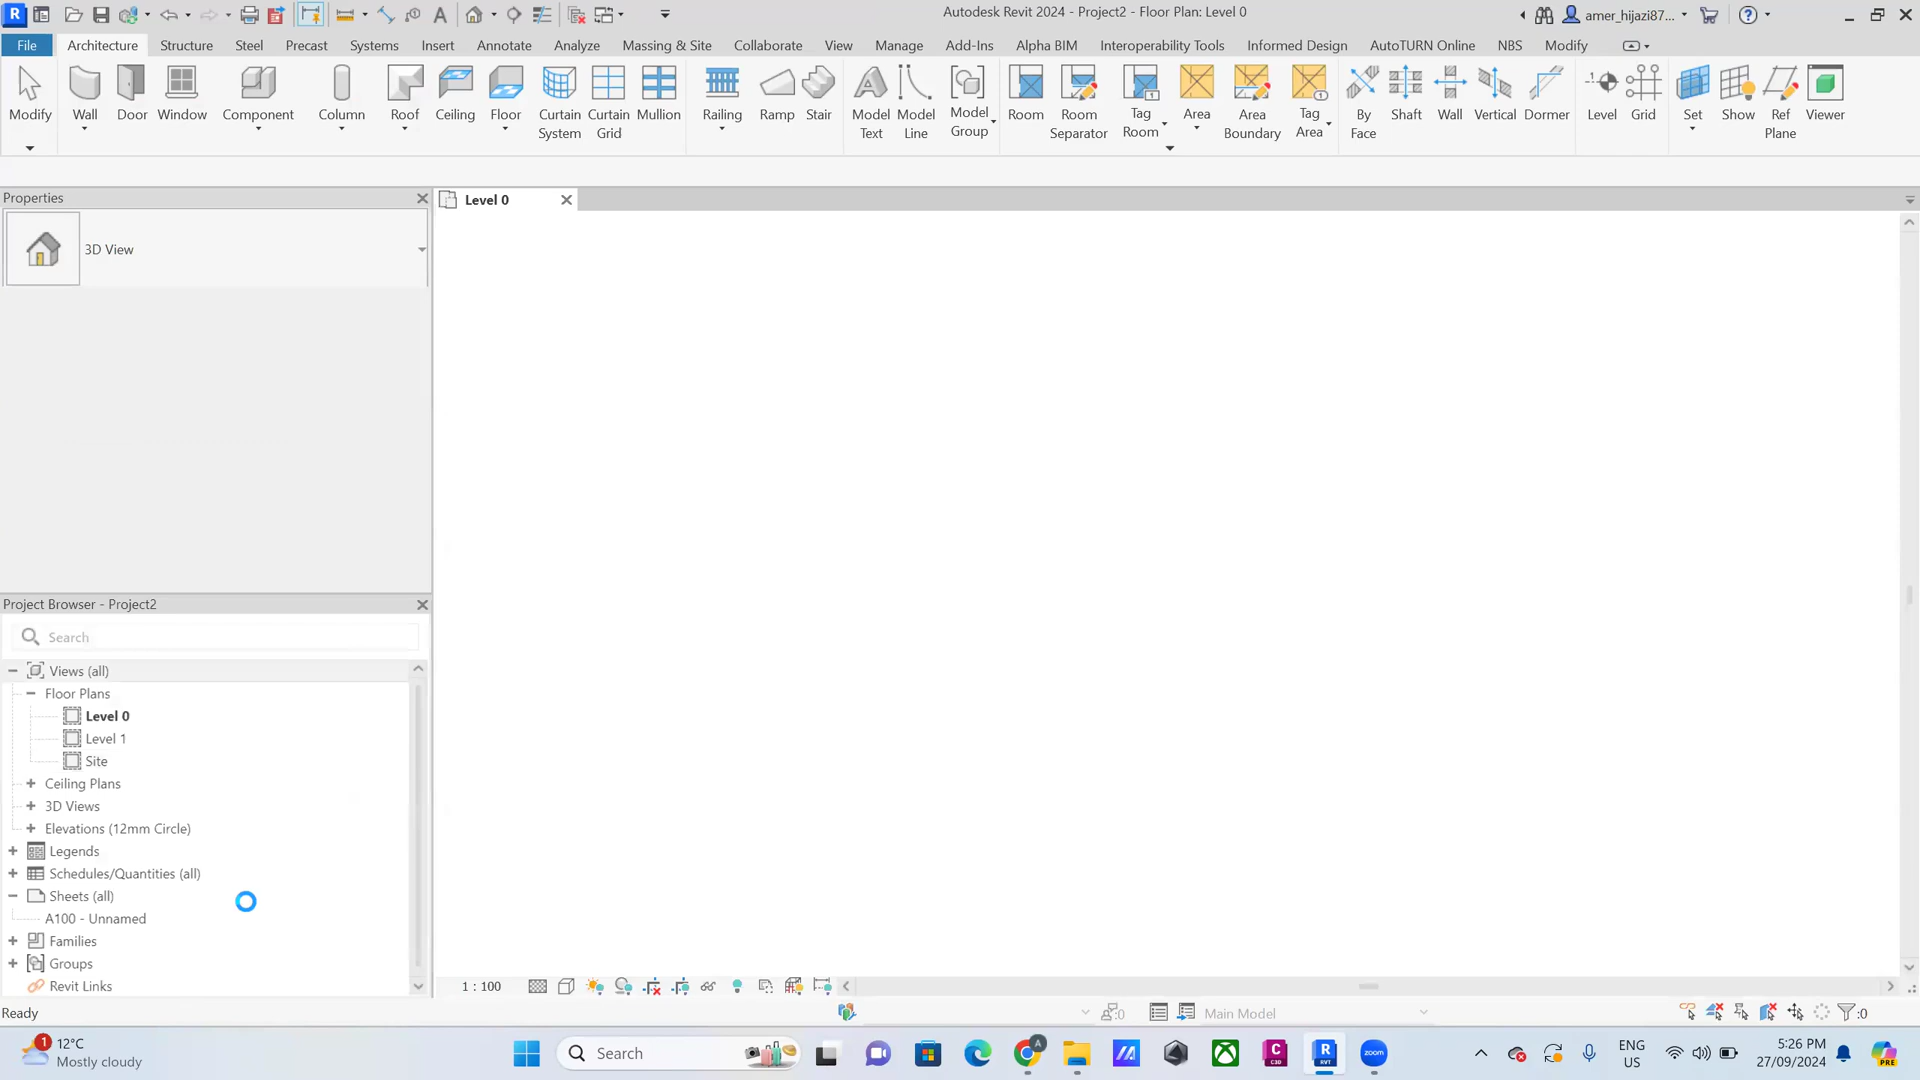 Autodesk Revit 2024 - Project2 - Floor Plan: Level 0
amer_hijazi87...
File Architecture Structure Steel Precast Systems Insert Annotate Analyze Massing & Site Collaborate View Manage Add-Ins Alpha BIM Interoperability Tools Informed Design AutoTURN Online NBS Modify
Modify Wall Door Window Component Column Roof Ceiling Floor Curtain System Curtain Grid Mullion Railing Ramp Stair Model Text Model Line Model Group Room Room Separator Tag Room Area Area Boundary Tag Area By Face Shaft Wall Vertical Dormer Level Grid Set Show Ref Plane Viewer
Properties
Level 0
3D View
Project Browser - Project2
Search
Views (all)
Floor Plans
Level 0
Level 1
Site
Ceiling Plans
3D Views
Elevations (12mm Circle)
Legends
Schedules/Quantities (all)
Sheets (all)
A100 - Unnamed
Families
Groups
Revit Links
1 : 100
Ready
:0
Main Model
:0
1
12°C
Mostly cloudy
Search
A
C
C3D
R
RVT
zoom
ENG
US
5:26 PM
27/09/2024
PRE